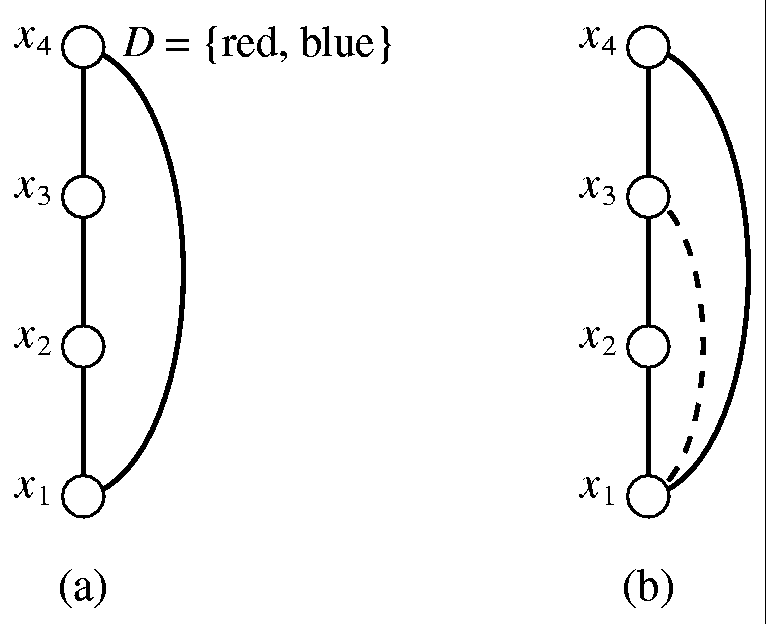 x₄ D = {red, blue} x₄
x₃ x₃
x₂ x₂
x₁ x₁
(a) (b)